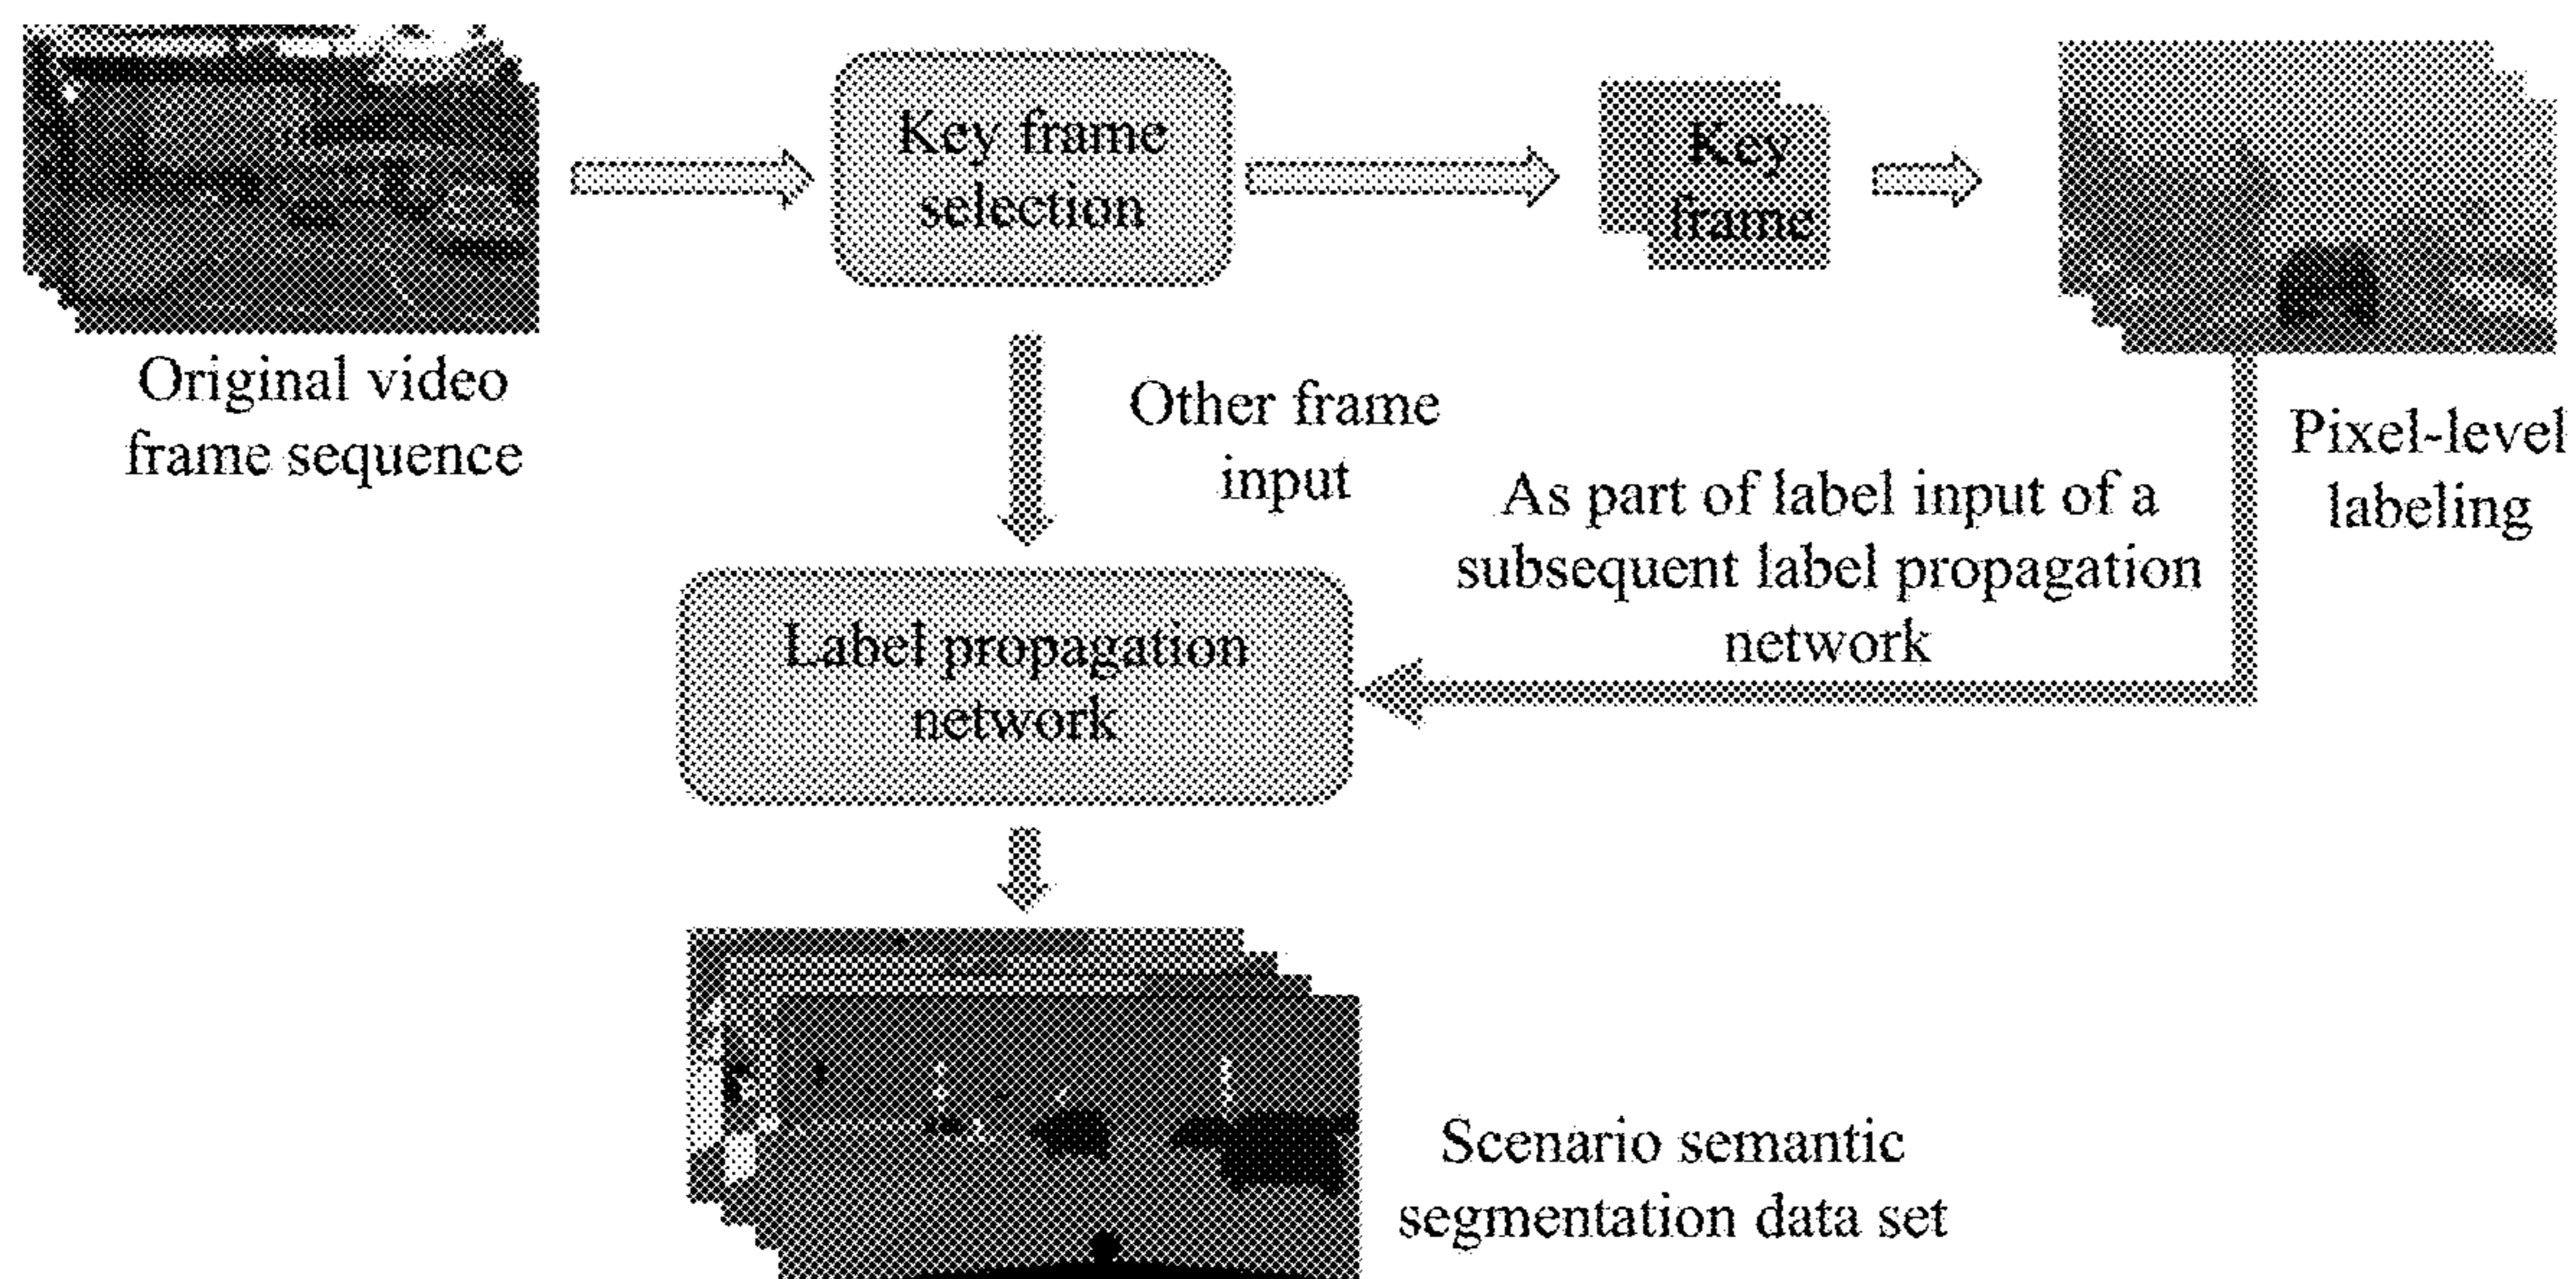 Key frame
selection
Key
frame
Original video
frame sequence
Other frame
input
Pixel-level
labeling
As part of label input of a
subsequent label propagation
network
Label propagation
network
Scenario semantic
segmentation data set